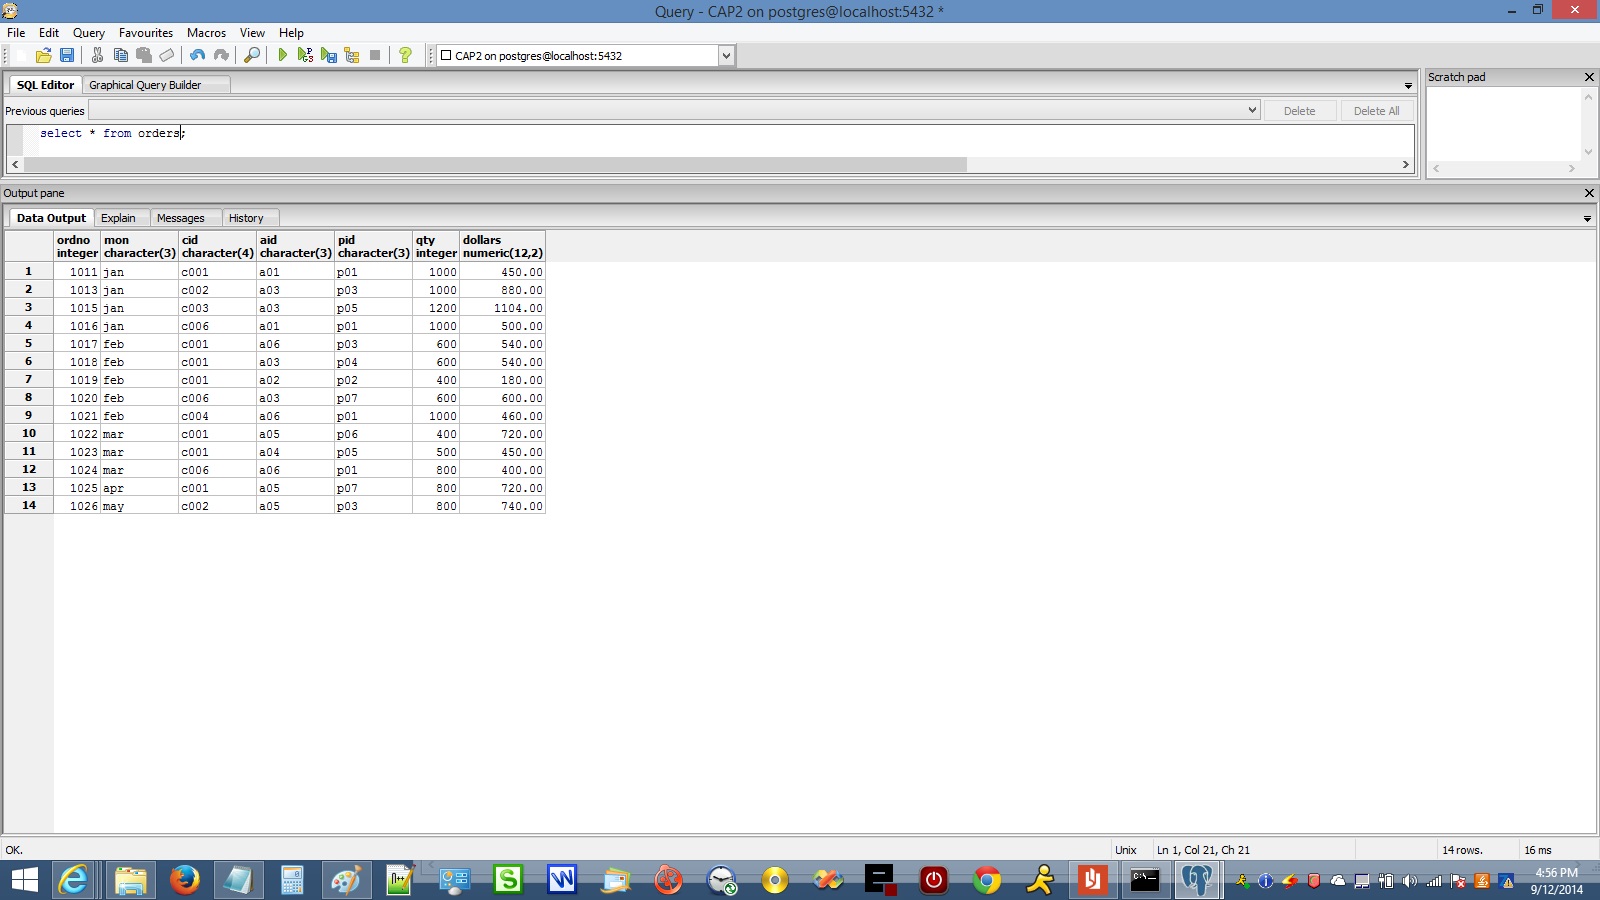 Query - CAP2 on postgres@localhost:5432 *
File Edit Query Favourites Macros View Help
CAP2 on postgres@localhost:5432
SQL Editor Graphical Query Builder
Scratch pad
Previous queries Delete Delete All
select * from orders;
Output pane
Data Output Explain Messages History
ordno mon cid aid pid qty dollars
integer character(3) character(4) character(3) character(3) integer numeric(12,2)
1 1011 jan c001 a01 p01 1000 450.00
2 1013 jan c002 a03 p03 1000 880.00
3 1015 jan c003 a03 p05 1200 1104.00
4 1016 jan c006 a01 p01 1000 500.00
5 1017 feb c001 a06 p03 600 540.00
6 1018 feb c001 a03 p04 600 540.00
7 1019 feb c001 a02 p02 400 180.00
8 1020 feb c006 a03 p07 600 600.00
9 1021 feb c004 a06 p01 1000 460.00
10 1022 mar c001 a05 p06 400 720.00
11 1023 mar c001 a04 p05 500 450.00
12 1024 mar c006 a06 p01 800 400.00
13 1025 apr c001 a05 p07 800 720.00
14 1026 may c002 a05 p03 800 740.00
OK. Unix Ln 1, Col 21, Ch 21 14 rows. 16 ms
4:56 PM
9/12/2014